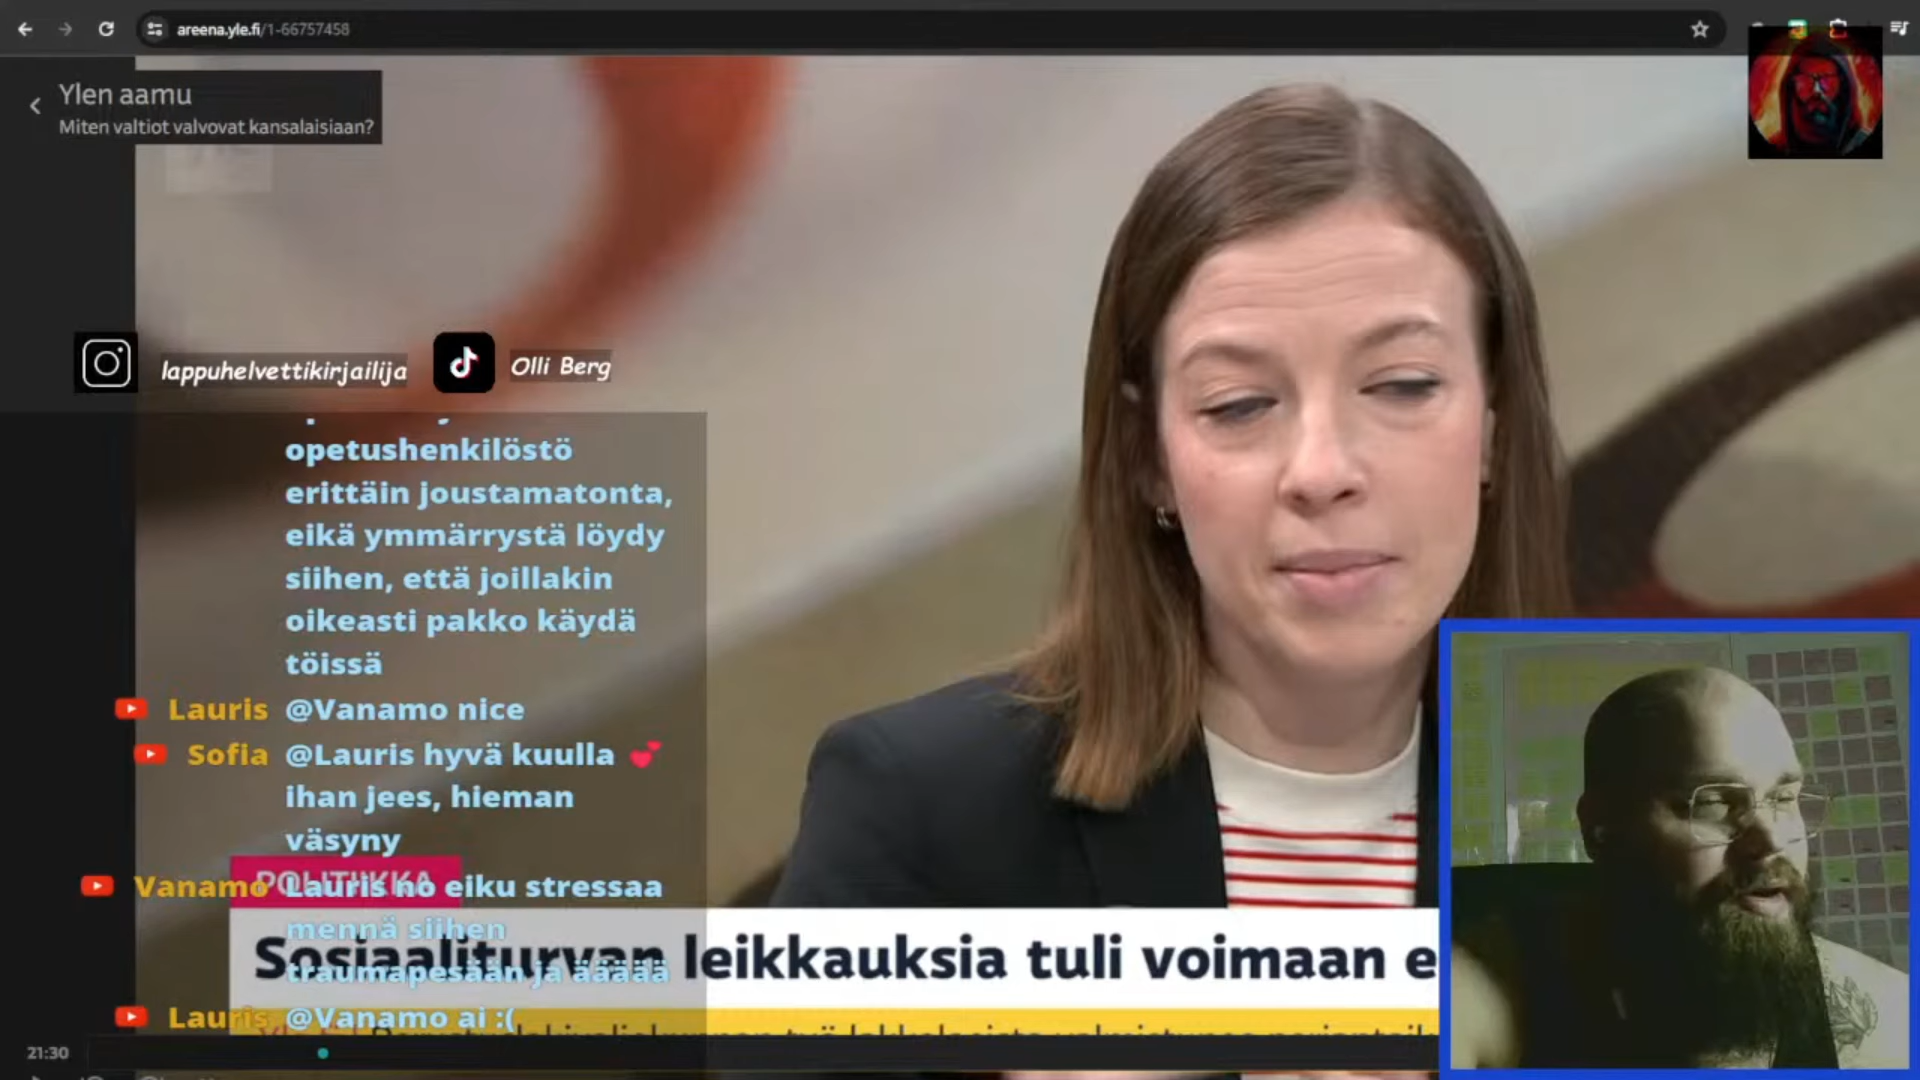 areena.yle.fi/1-66757458
Ylen aamu
Miten valtiot valvovat kansalaisiaan?
lappuhelvettikirjailija
Olli Berg
opetushenkilöstö
erittäin joustamatonta,
eikä ymmärrystä löydy
siihen, että joillakin
oikeasti pakko käydä
töissä
Lauris @Vanamo nice
Sofia @Lauris hyvä kuulla 💕
ihan jees, hieman
väsyny
POLITIIKKA
Vanamo Lauris no eiku stressaa
mennä siihen
traumapesään ja äääää
Sosiaaliturvan leikkauksia tuli voimaan e
Lauris @Vanamo ai :(
21:30